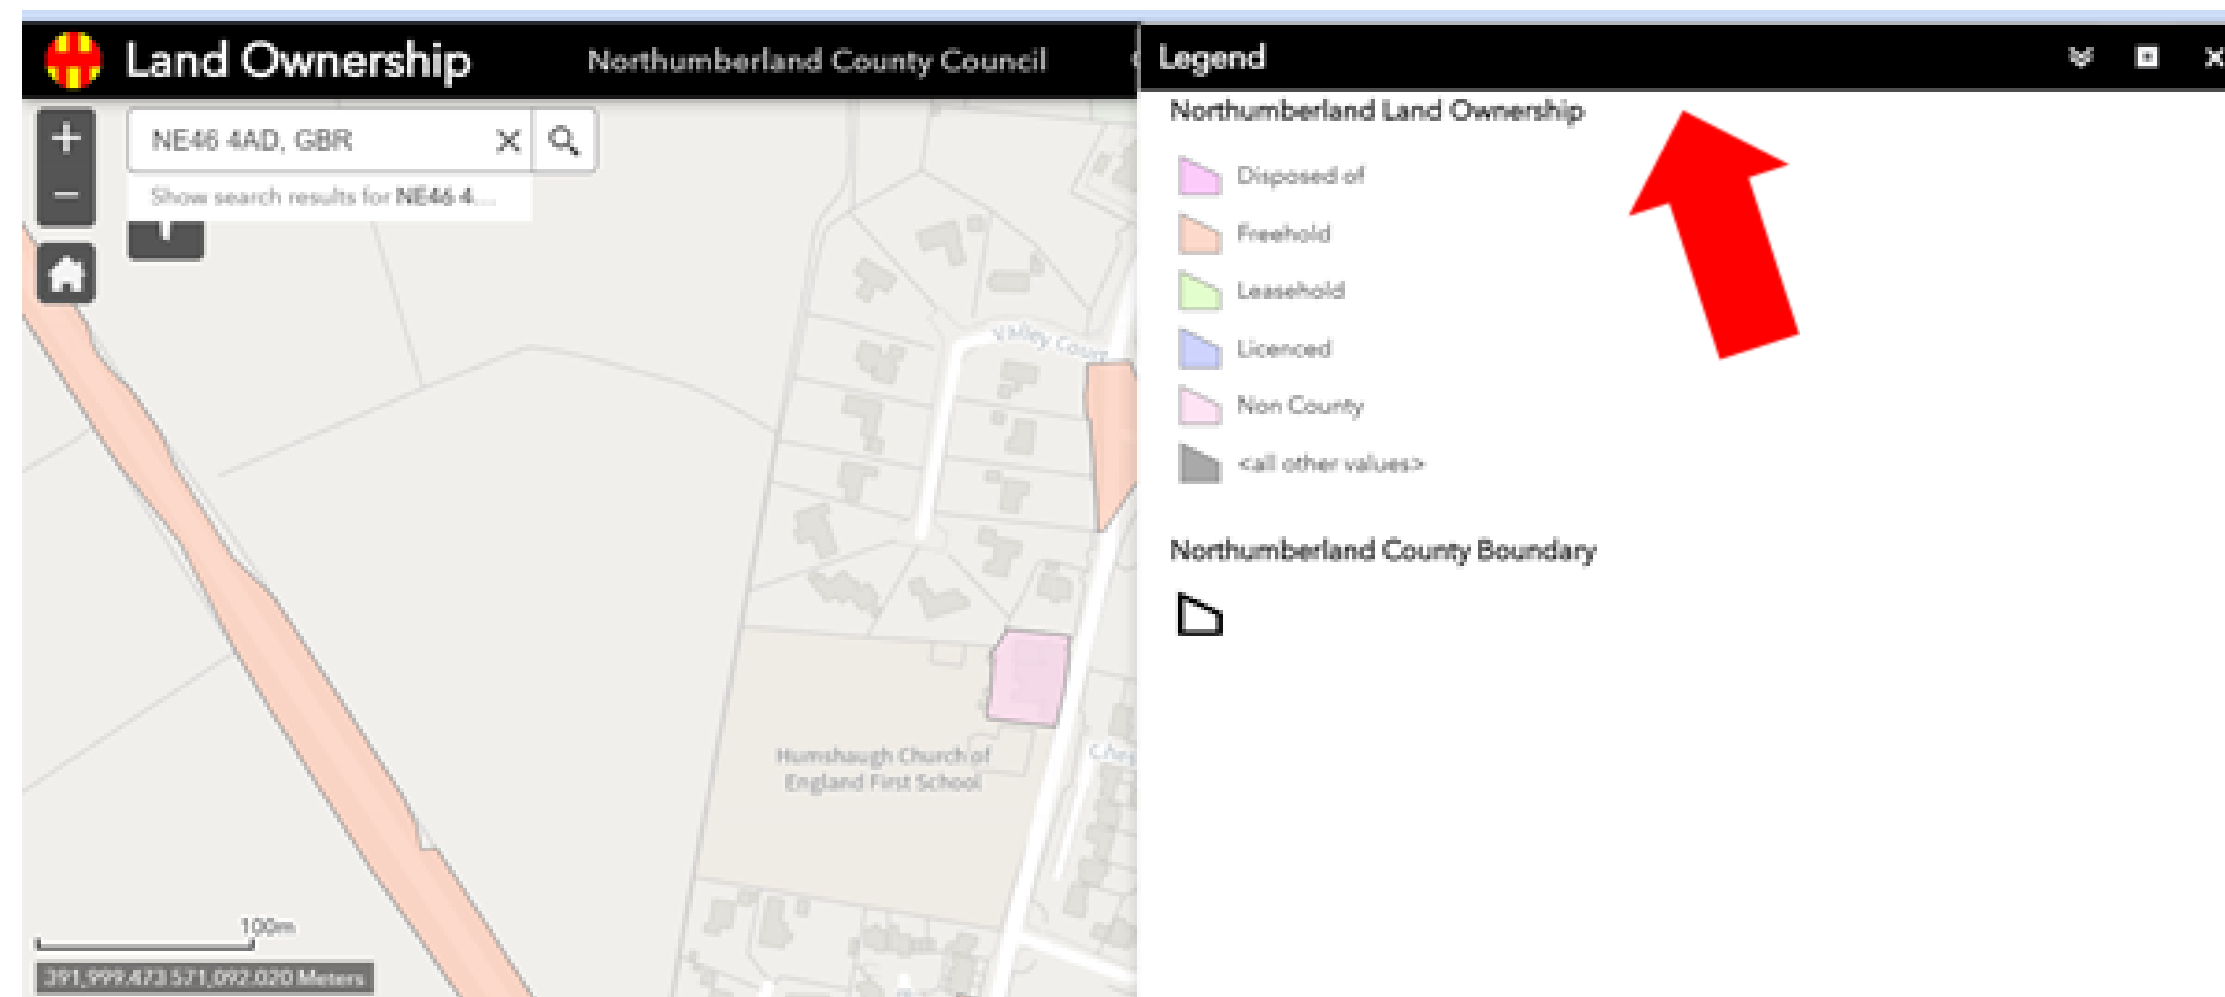 Land Ownership
Northumberland County Council
Legend
NE46 4AD, GBR
Show search results for NE46 4....
Valley Court
Humshaugh Church of
England First School
100m
391,999.473 571,092.020 Meters
Northumberland Land Ownership
Disposed of
Freehold
Leasehold
Licenced
Non County
<all other values>
Northumberland County Boundary